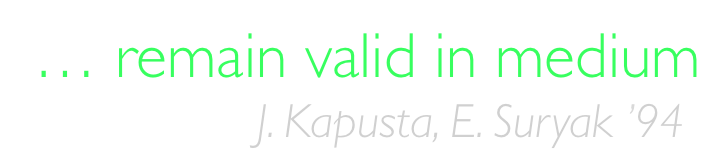 … remain valid in medium
J. Kapusta, E. Suryak ’94